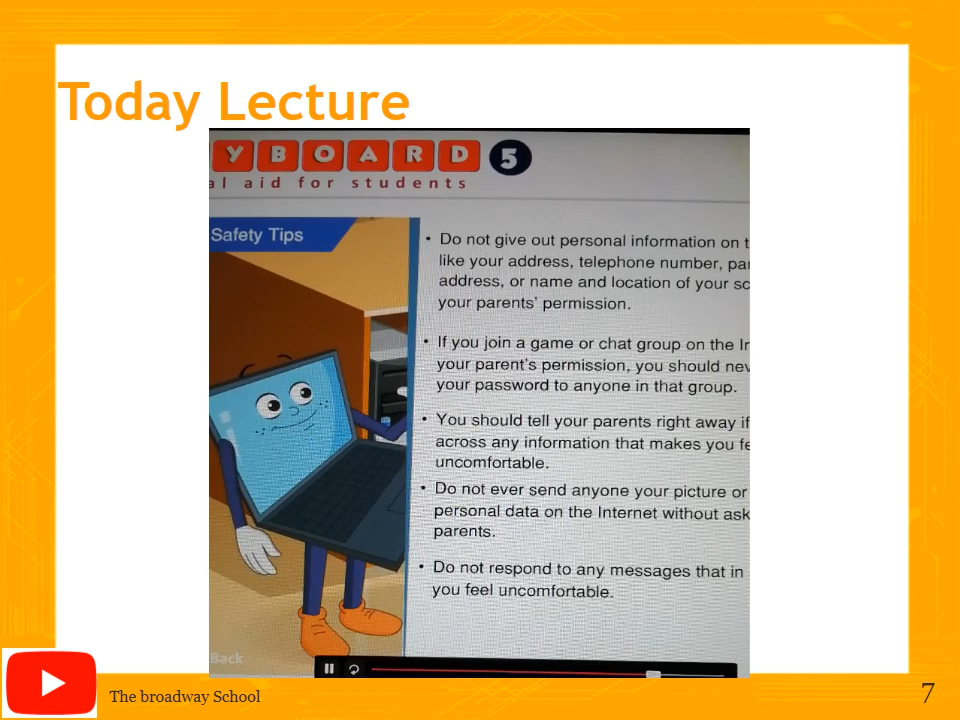 Today Lecture
Y B O A R D 5
al aid for students
Safety Tips
• Do not give out personal information on
like your address, telephone number,
address, or name and location of your
your parents' permission.
• If you join a game or chat group on the
your parent's permission, you should
your password to anyone in that group.
• You should tell your parents right away if
across any information that makes you
uncomfortable.
• Do not ever send anyone your picture or
personal data on the Internet without
parents.
• Do not respond to any messages that in
you feel uncomfortable.
Back
The broadway School
7